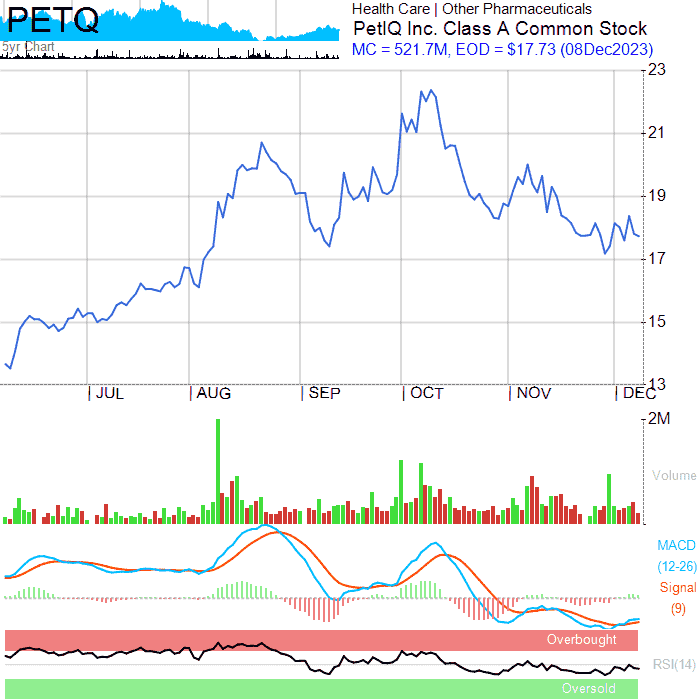 PETQ
5yr Chart
Health Care | Other Pharmaceuticals
PetIQ Inc. Class A Common Stock
MC = 521.7M, EOD = $17.73 (08Dec2023)
23
21
19
17
15
13
JUL AUG SEP OCT NOV DEC
2M
Volume
MACD
(12-26)
Signal
(9)
Overbought
RSI(14)
Oversold